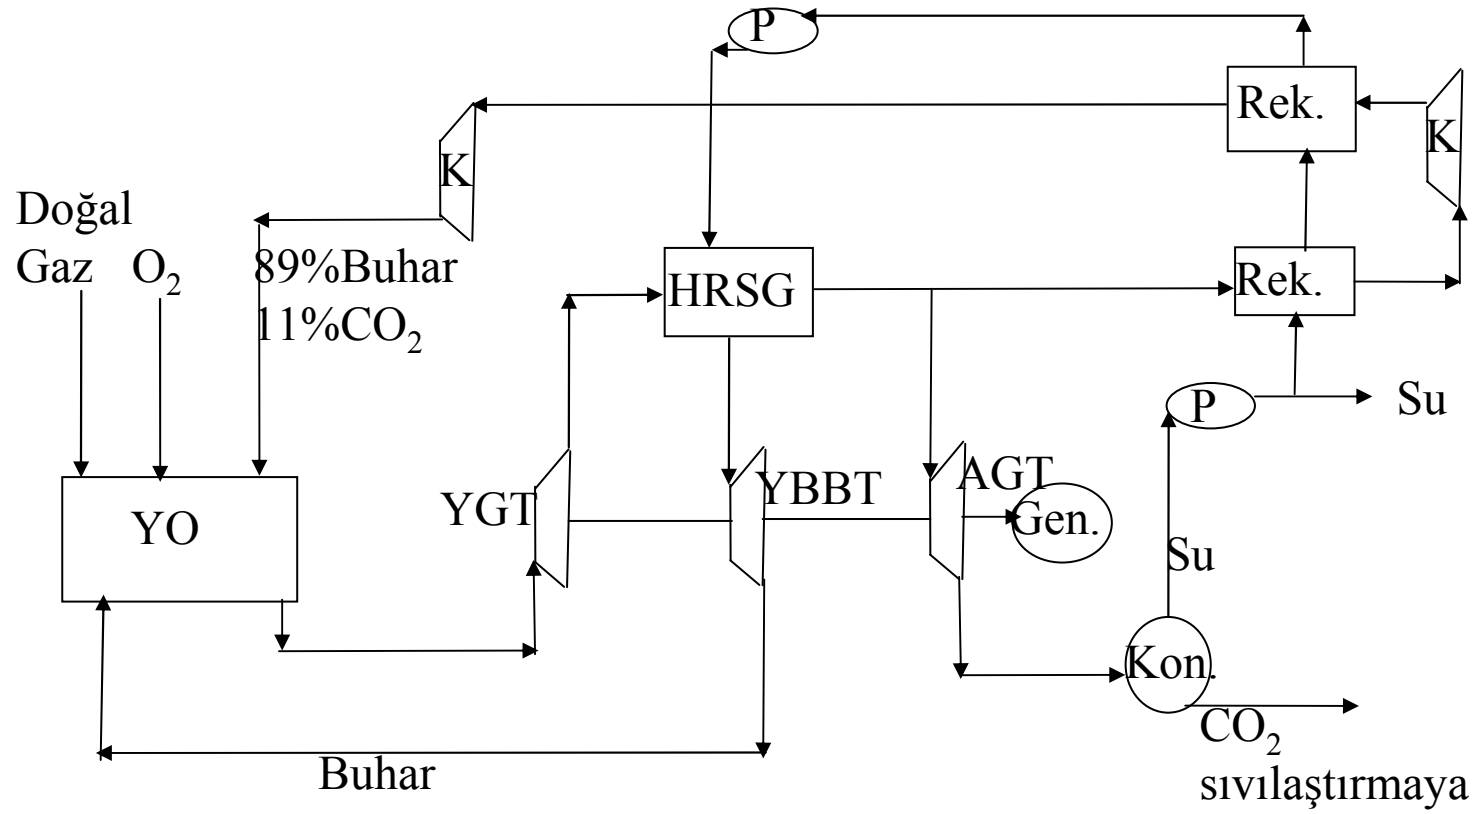 P
Rek.
K
K
Doğal
Gaz
O₂
89%Buhar
11%CO₂
HRSG
Rek.
P
Su
YGT
YBBT
AGT
Gen.
YO
Su
Kon.
CO₂
sıvılaştırmaya
Buhar